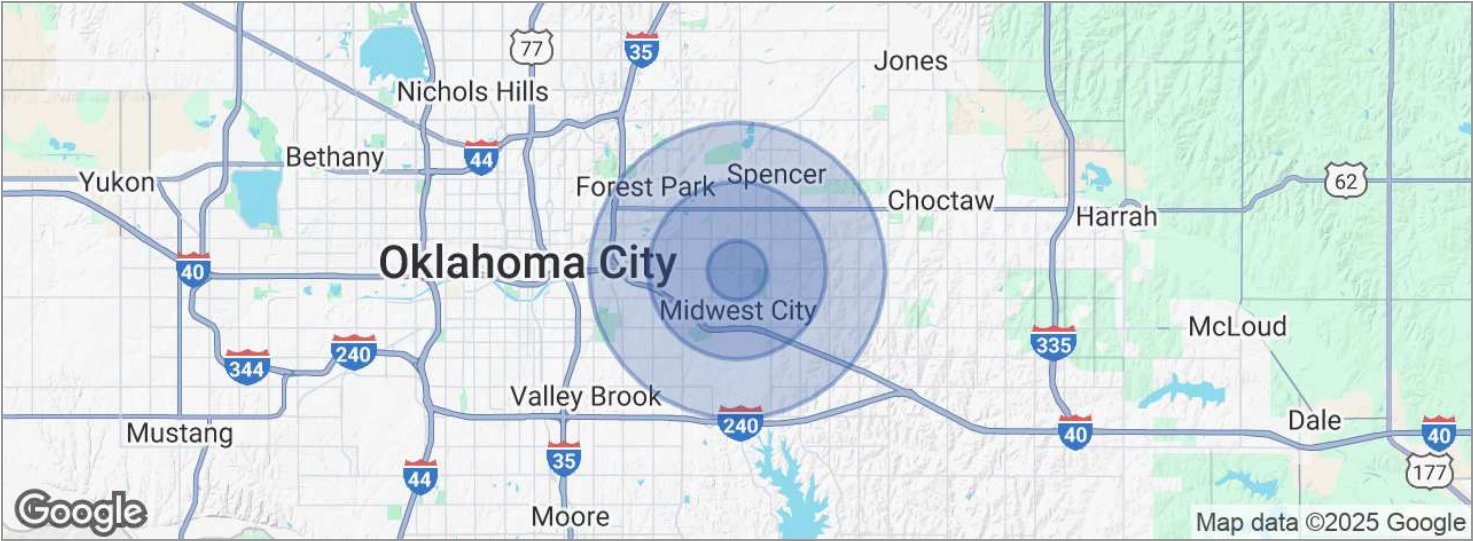 77
35
Jones
Nichols Hills
44
Bethany
Yukon
Forest Park
Spencer
62
Choctaw
Harrah
Oklahoma City
40
Midwest City
McLoud
335
240
344
Valley Brook
Dale
240
Mustang
40
40
35
44
177
Google
Moore
Map data ©2025 Google